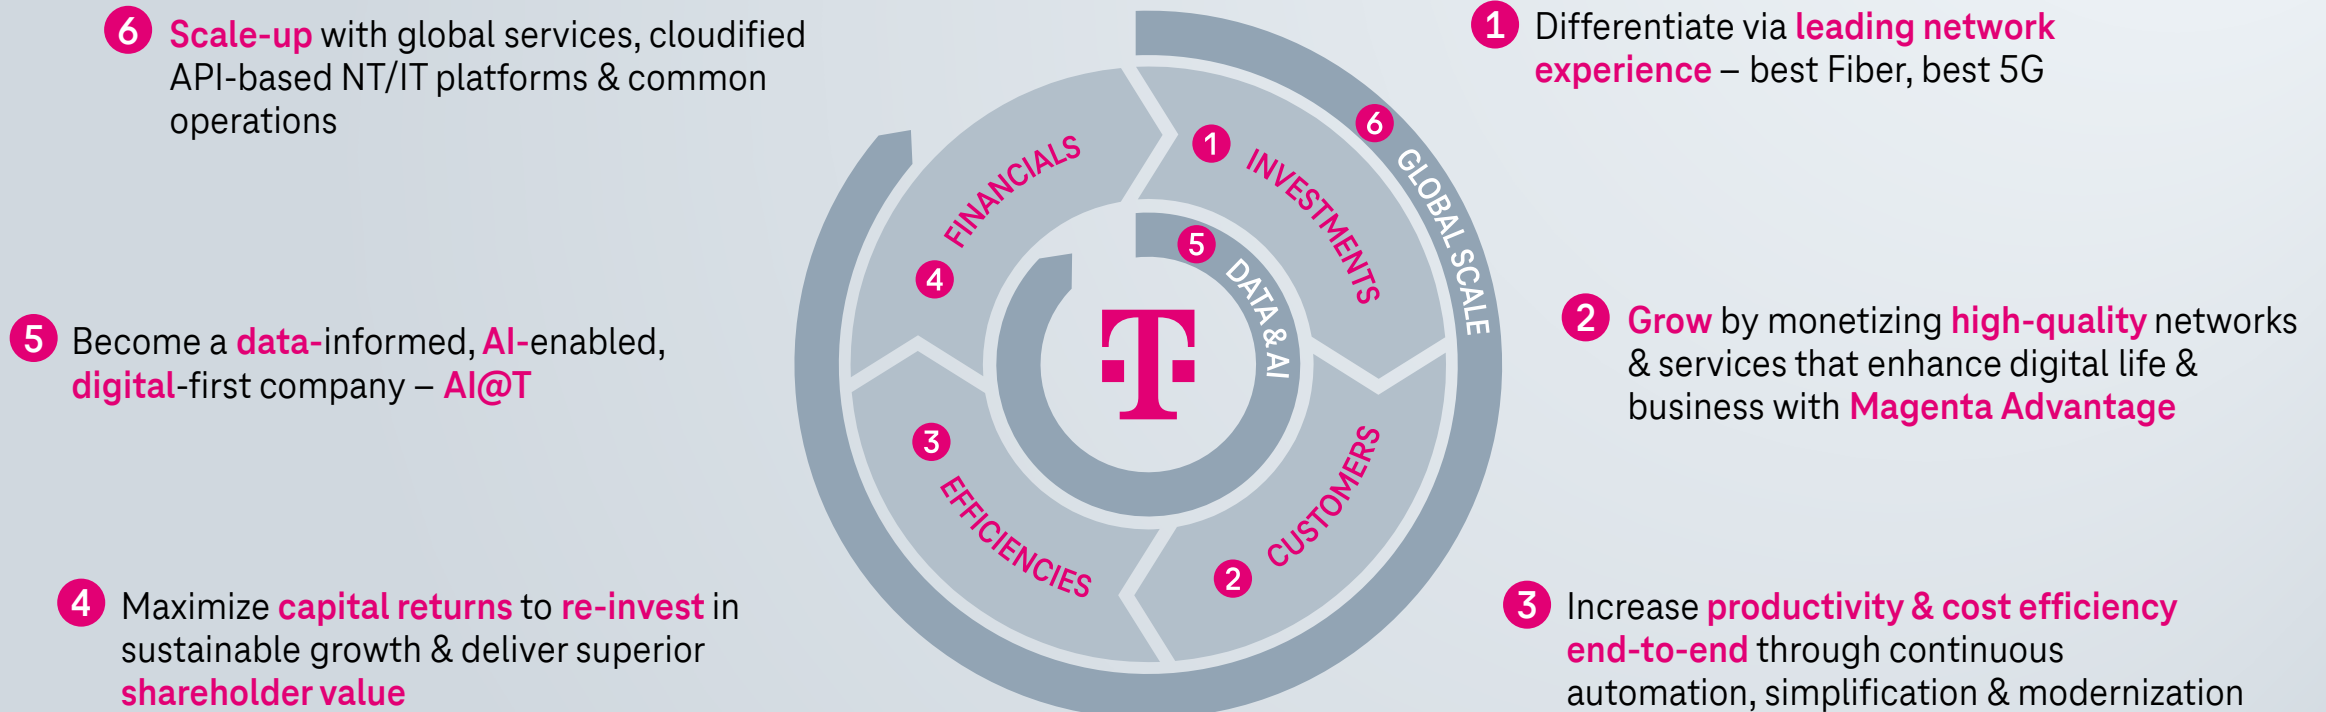 6 Scale-up with global services, cloudified
API-based NT/IT platforms & common
operations
1 Differentiate via leading network
experience – best Fiber, best 5G
5 Become a data-informed, AI-enabled,
digital-first company – AI@T
2 Grow by monetizing high-quality networks
& services that enhance digital life &
business with Magenta Advantage
4 Maximize capital returns to re-invest in
sustainable growth & deliver superior
shareholder value
3 Increase productivity & cost efficiency
end-to-end through continuous
automation, simplification & modernization
1 INVESTMENTS
2 CUSTOMERS
3 EFFICIENCIES
4 FINANCIALS
5 DATA & AI
6 GLOBAL SCALE
T